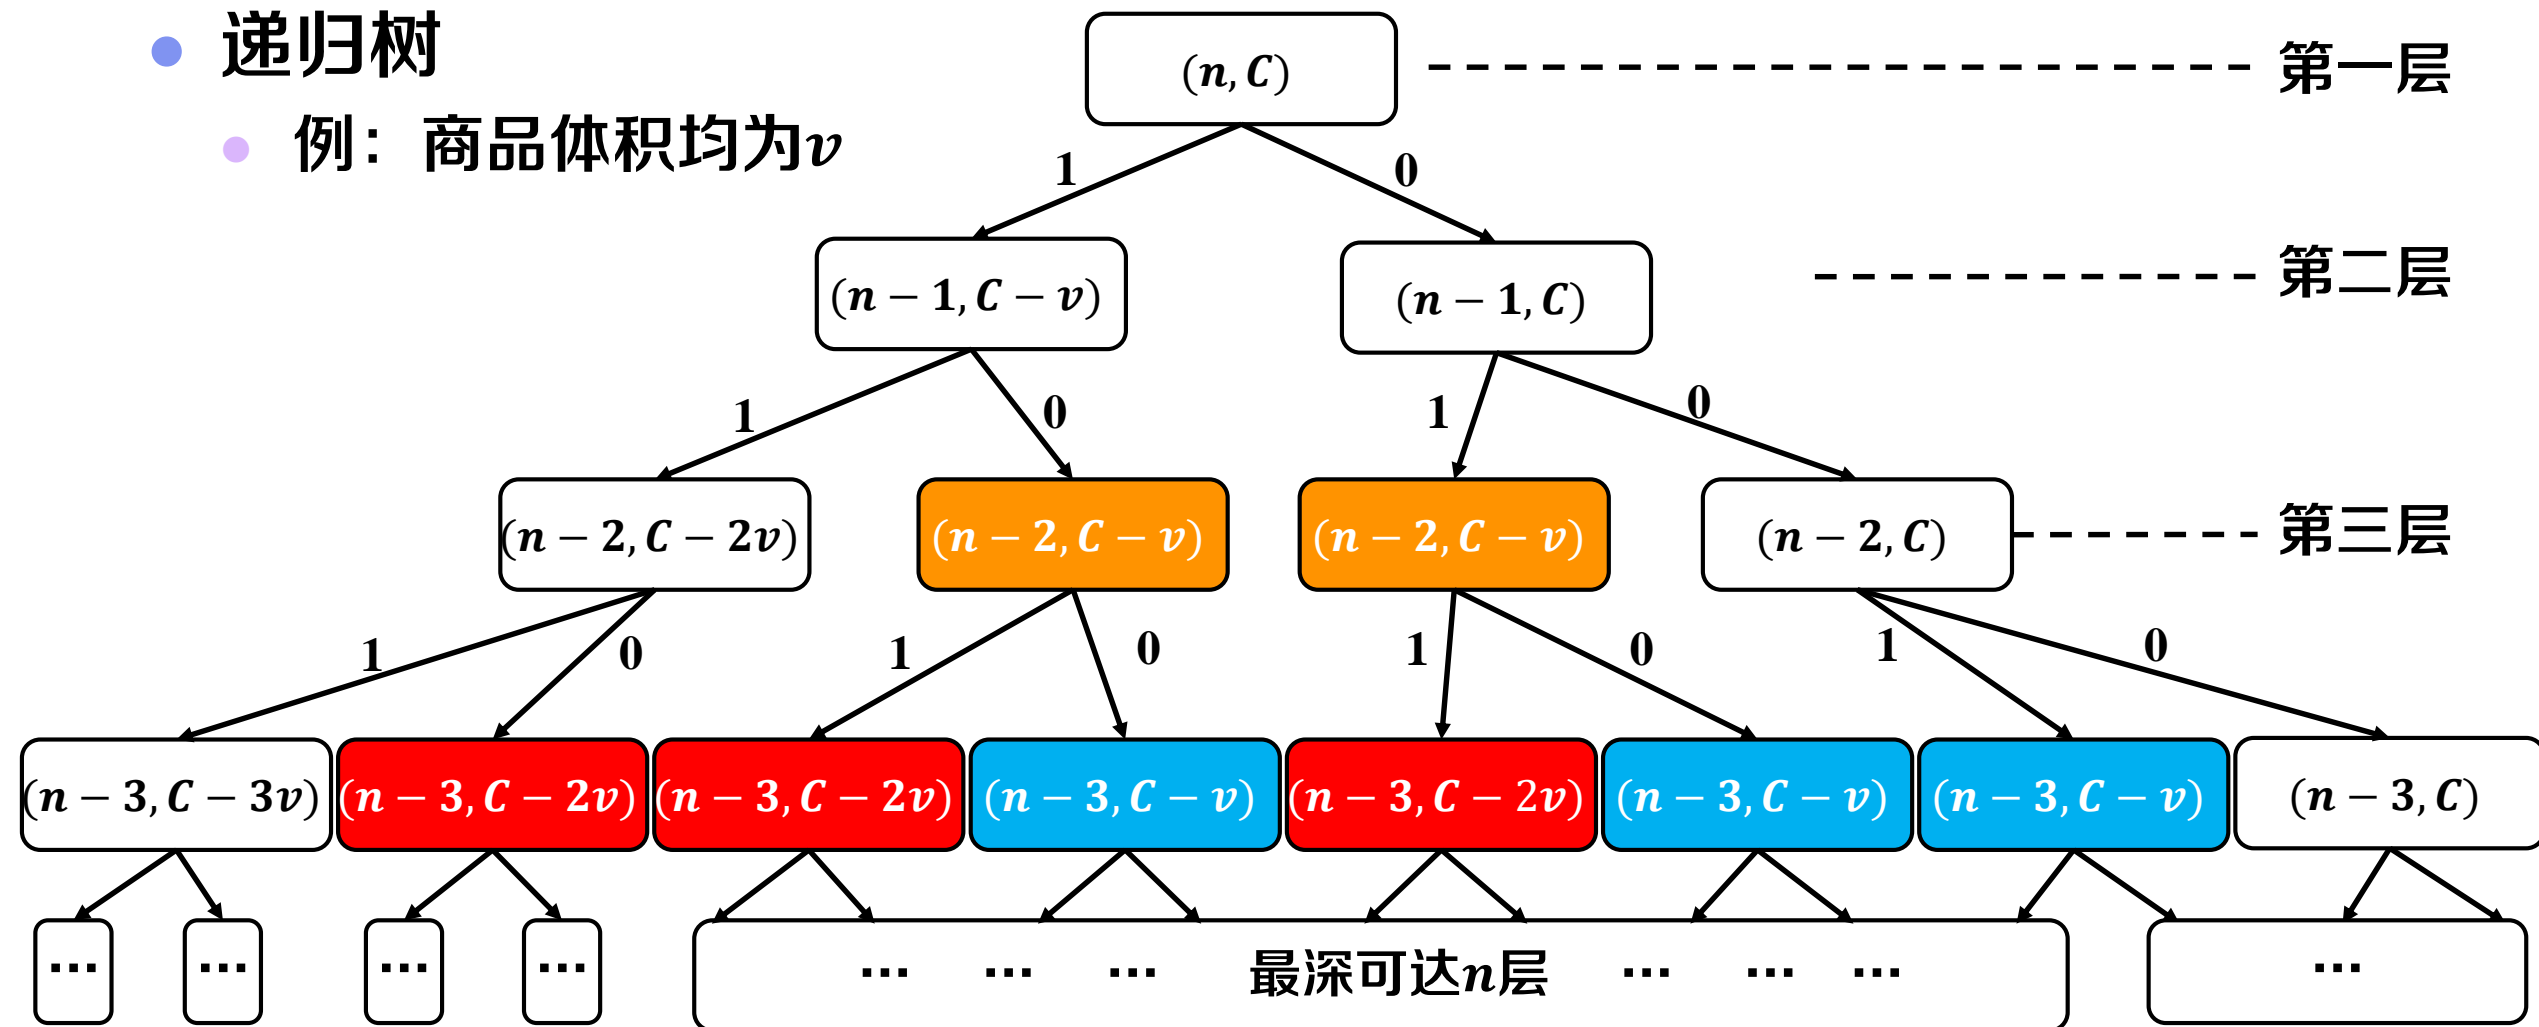 递归树
例：商品体积均为v
(n, C)
第一层
1
0
(n − 1, C − v)
(n − 1, C)
第二层
1
0
1
0
(n − 2, C − 2v)
(n − 2, C − v)
(n − 2, C − v)
(n − 2, C)
第三层
1
0
1
0
1
0
1
0
(n − 3, C − 3v)
(n − 3, C − 2v)
(n − 3, C − 2v)
(n − 3, C − v)
(n − 3, C − 2v)
(n − 3, C − v)
(n − 3, C − v)
(n − 3, C)
...
...
...
...
... ... ... 最深可达n层 ... ... ...
...